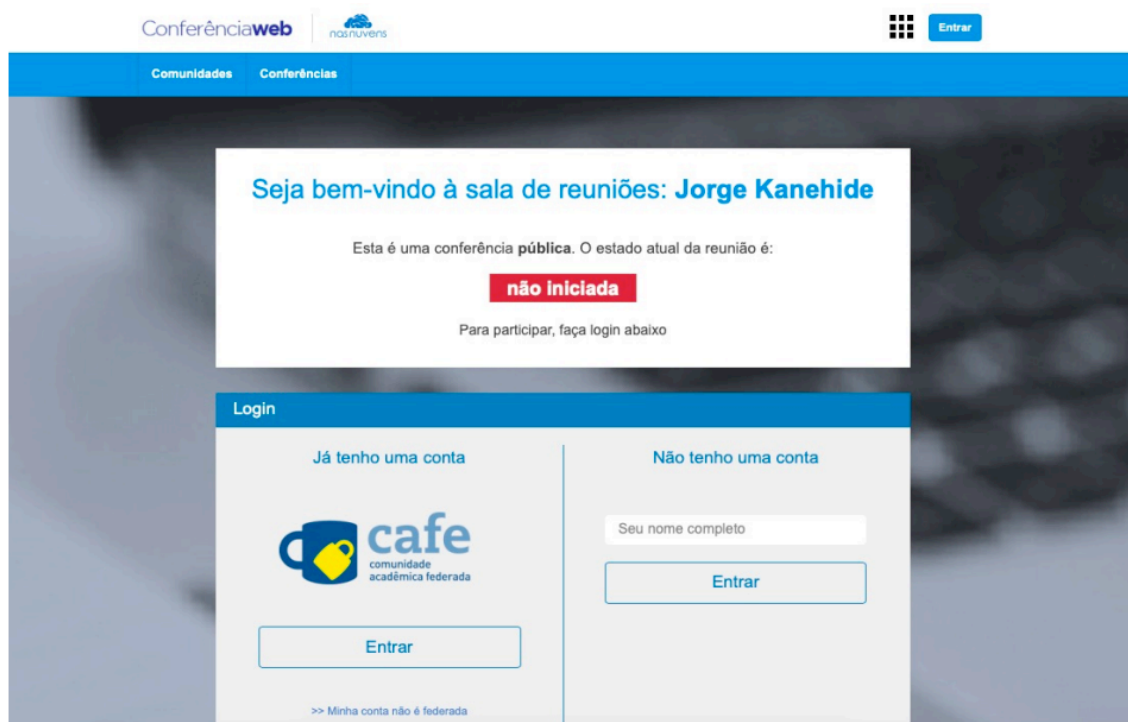 Conferênciaweb
nasnuvens
Entrar
Comunidades
Conferências
Seja bem-vindo à sala de reuniões: Jorge Kanehide
Esta é uma conferência pública. O estado atual da reunião é:
não iniciada
Para participar, faça login abaixo
Login
Já tenho uma conta
cafe
comunidade
acadêmica federada
Entrar
>> Minha conta não é federada
Não tenho uma conta
Seu nome completo
Entrar